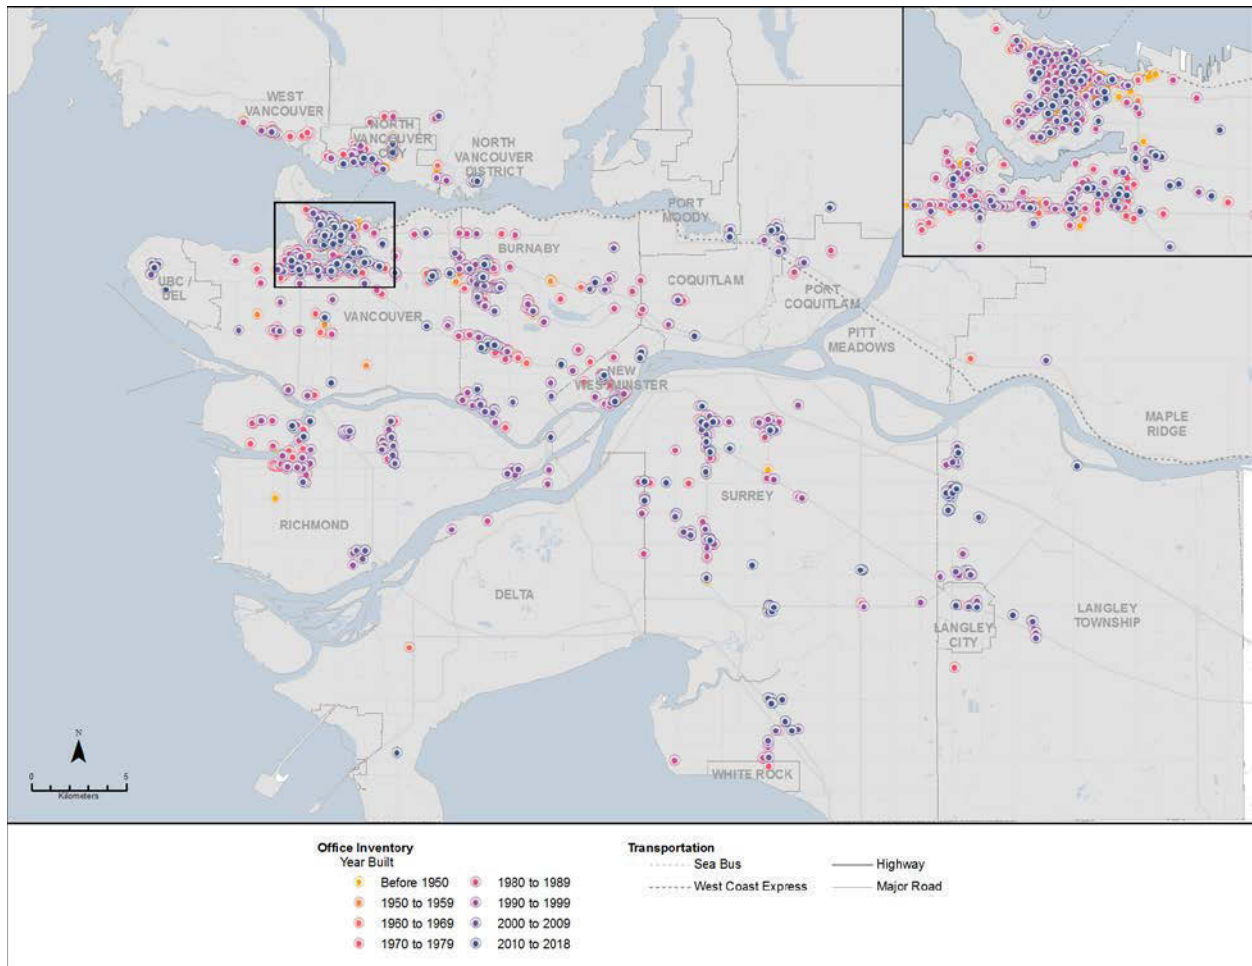 WEST
VANCOUVER
NORTH
VANCOUVER
CITY
NORTH
VANCOUVER
DISTRICT
PORT
MOODY
BURNABY
UBC /
UEL
COQUITLAM
VANCOUVER
PORT
COQUITLAM
PITT
MEADOWS
NEW
WESTMINSTER
MAPLE
RIDGE
SURREY
RICHMOND
DELTA
LANGLEY
CITY
LANGLEY
TOWNSHIP
WHITE ROCK
N
0 5
Kilometers
Office Inventory
Year Built
Before 1950
1950 to 1959
1960 to 1969
1970 to 1979
1980 to 1989
1990 to 1999
2000 to 2009
2010 to 2018
Transportation
Sea Bus
West Coast Express
Highway
Major Road